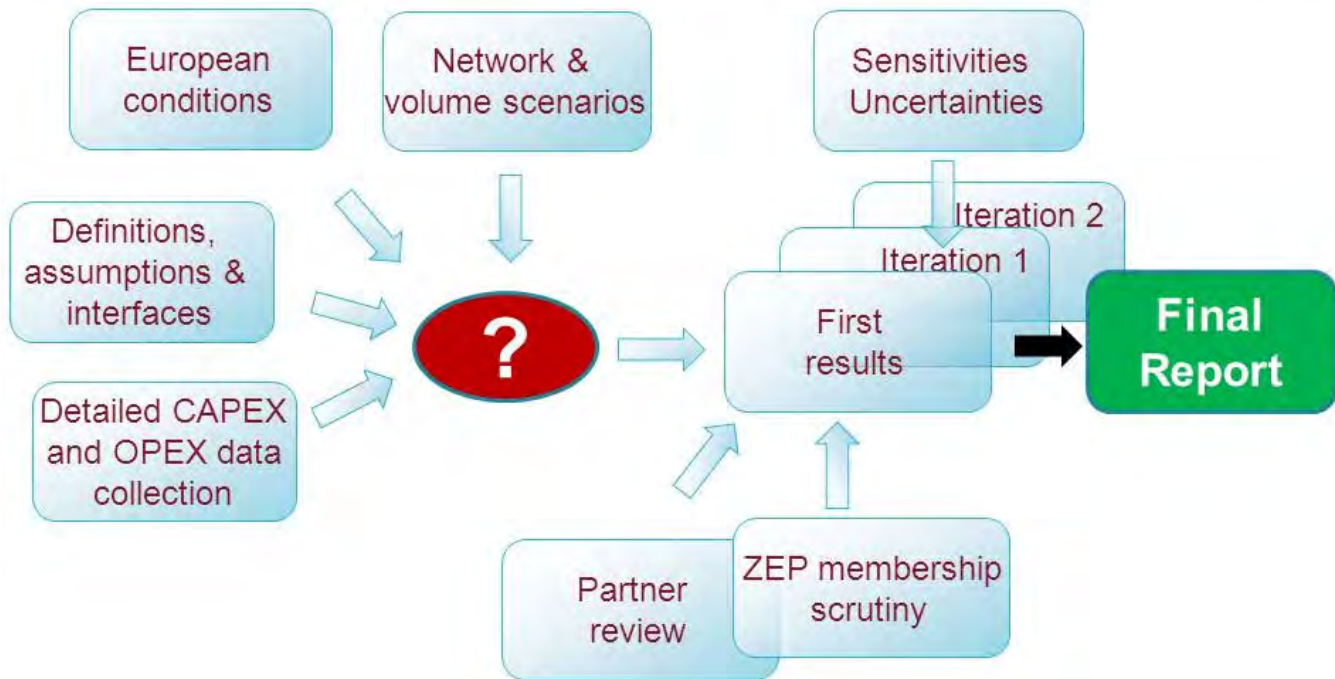 European
conditions
Network &
volume scenarios
Sensitivities
Uncertainties
Definitions,
assumptions &
interfaces
Detailed CAPEX
and OPEX data
collection
?
Iteration 2
Iteration 1
First
results
Final
Report
Partner
review
ZEP membership
scrutiny